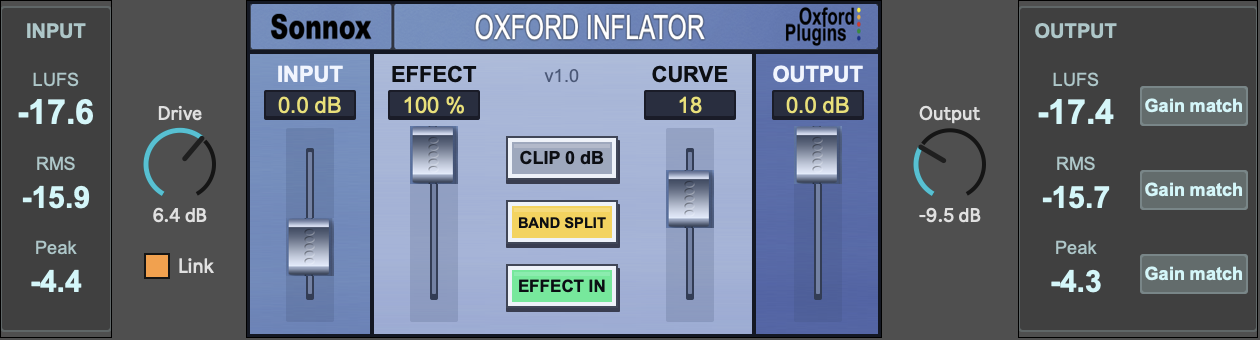 INPUT
LUFS
-17.6
RMS
-15.9
Peak
-4.4
Drive
6.4 dB
Link
Sonnox
OXFORD INFLATOR
Oxford
Plugins
INPUT
0.0 dB
EFFECT
100 %
v1.0
CURVE
18
OUTPUT
0.0 dB
CLIP 0 dB
BAND SPLIT
EFFECT IN
Output
-9.5 dB
OUTPUT
LUFS
-17.4
Gain match
RMS
-15.7
Gain match
Peak
-4.3
Gain match